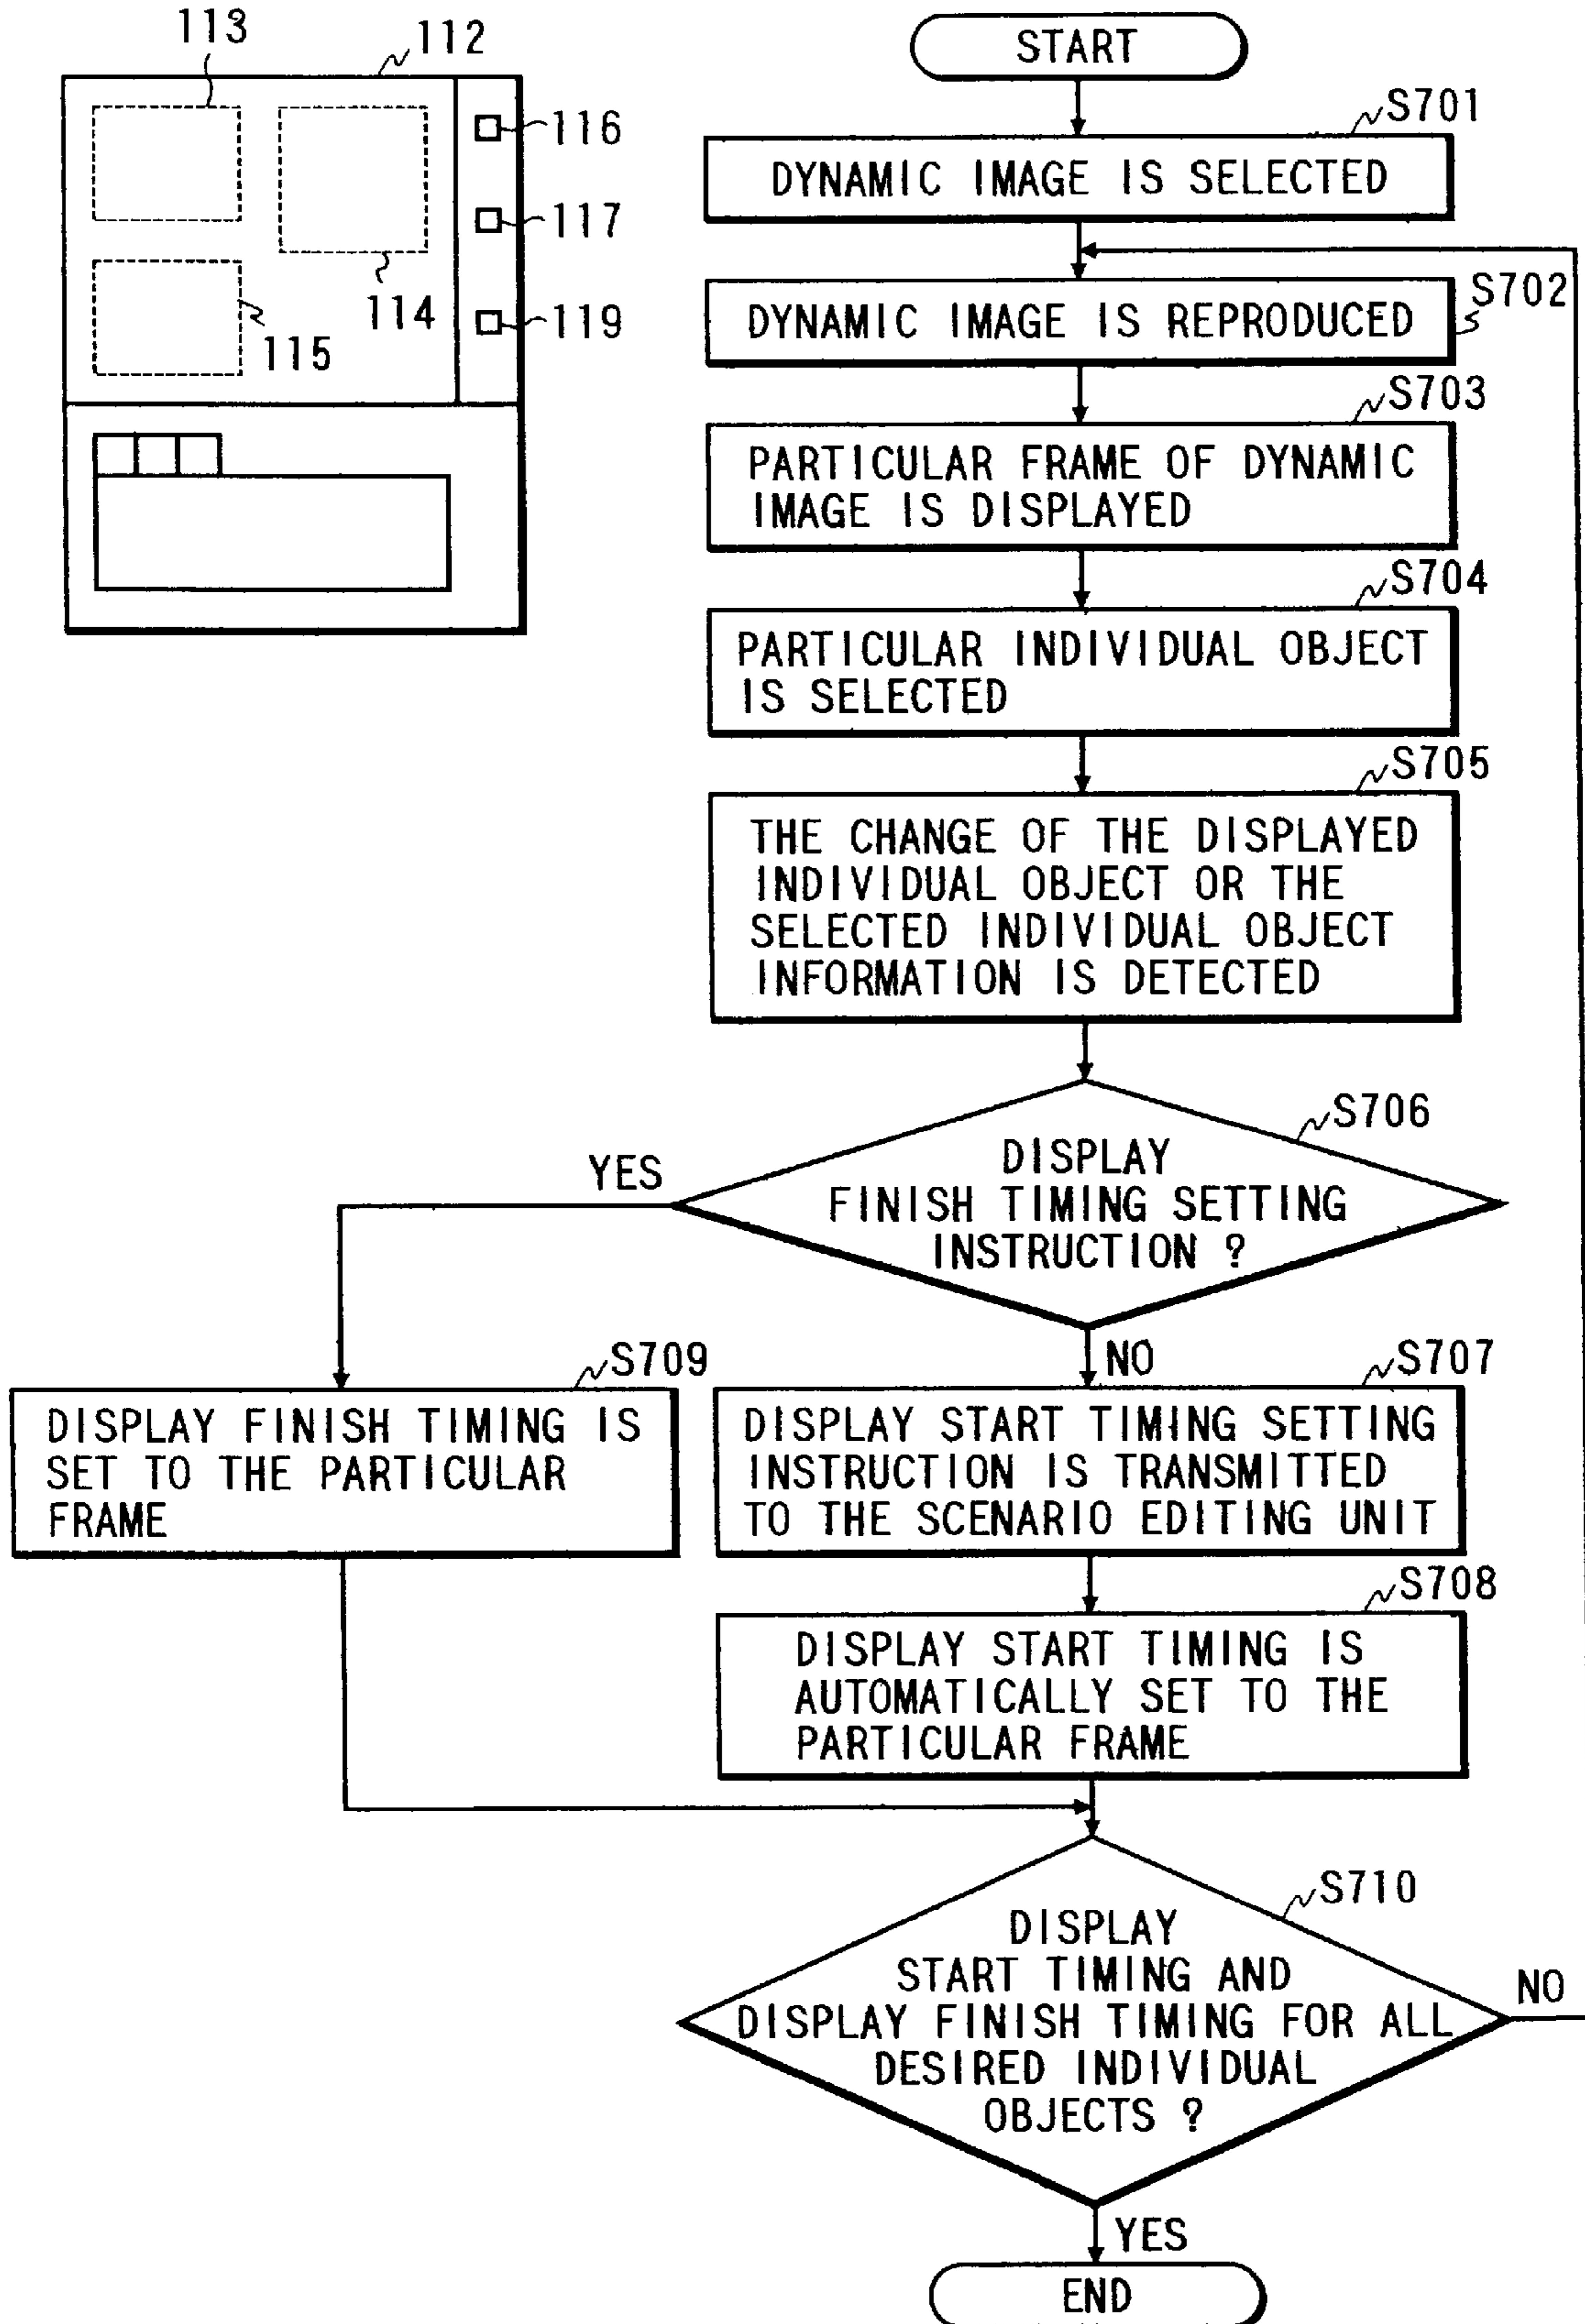 113
112
116
117
114
119
115
START
S701
DYNAMIC IMAGE IS SELECTED
S702
DYNAMIC IMAGE IS REPRODUCED
S703
PARTICULAR FRAME OF DYNAMIC
IMAGE IS DISPLAYED
S704
PARTICULAR INDIVIDUAL OBJECT
IS SELECTED
S705
THE CHANGE OF THE DISPLAYED
INDIVIDUAL OBJECT OR THE
SELECTED INDIVIDUAL OBJECT
INFORMATION IS DETECTED
S706
DISPLAY
FINISH TIMING SETTING
INSTRUCTION ?
YES
NO
S709
DISPLAY FINISH TIMING IS
SET TO THE PARTICULAR
FRAME
S707
DISPLAY START TIMING SETTING
INSTRUCTION IS TRANSMITTED
TO THE SCENARIO EDITING UNIT
S708
DISPLAY START TIMING IS
AUTOMATICALLY SET TO THE
PARTICULAR FRAME
S710
DISPLAY
START TIMING AND
DISPLAY FINISH TIMING FOR ALL
DESIRED INDIVIDUAL
OBJECTS ?
NO
YES
END